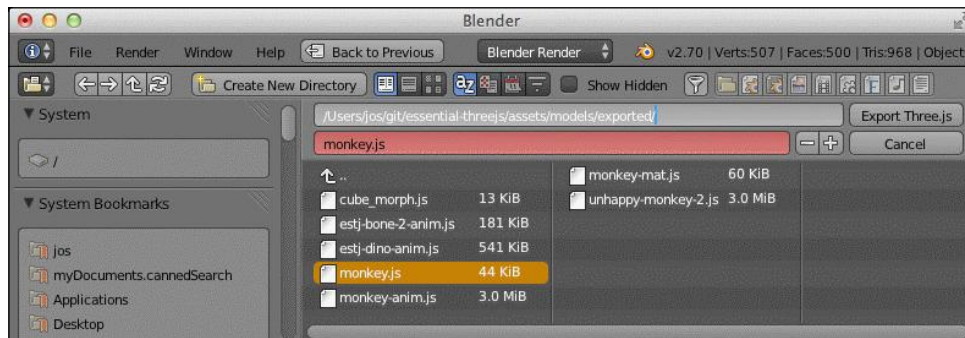 Blender
File Render Window Help Back to Previous Blender Render v2.70 | Verts:507 | Faces:500 | Tris:968 | Object
Create New Directory az Show Hidden
System
/Users/jos/git/essential-threejs/assets/models/exported/ Export Three.js
monkey.js Cancel
/
..
monkey-mat.js 60 KiB
cube_morph.js 13 KiB
unhappy-monkey-2.js 3.0 MiB
System Bookmarks
estj-bone-2-anim.js 181 KiB
estj-dino-anim.js 541 KiB
jos
monkey.js 44 KiB
myDocuments.cannedSearch
monkey-anim.js 3.0 MiB
Applications
Desktop